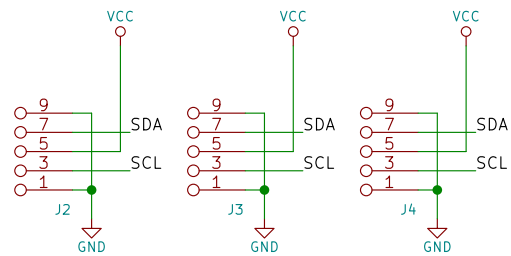 VCC VCC VCC
9 9 9
7 SDA 7 SDA 7 SDA
5 5 5
3 SCL 3 SCL 3 SCL
1 1 1
J2 J3 J4
GND GND GND